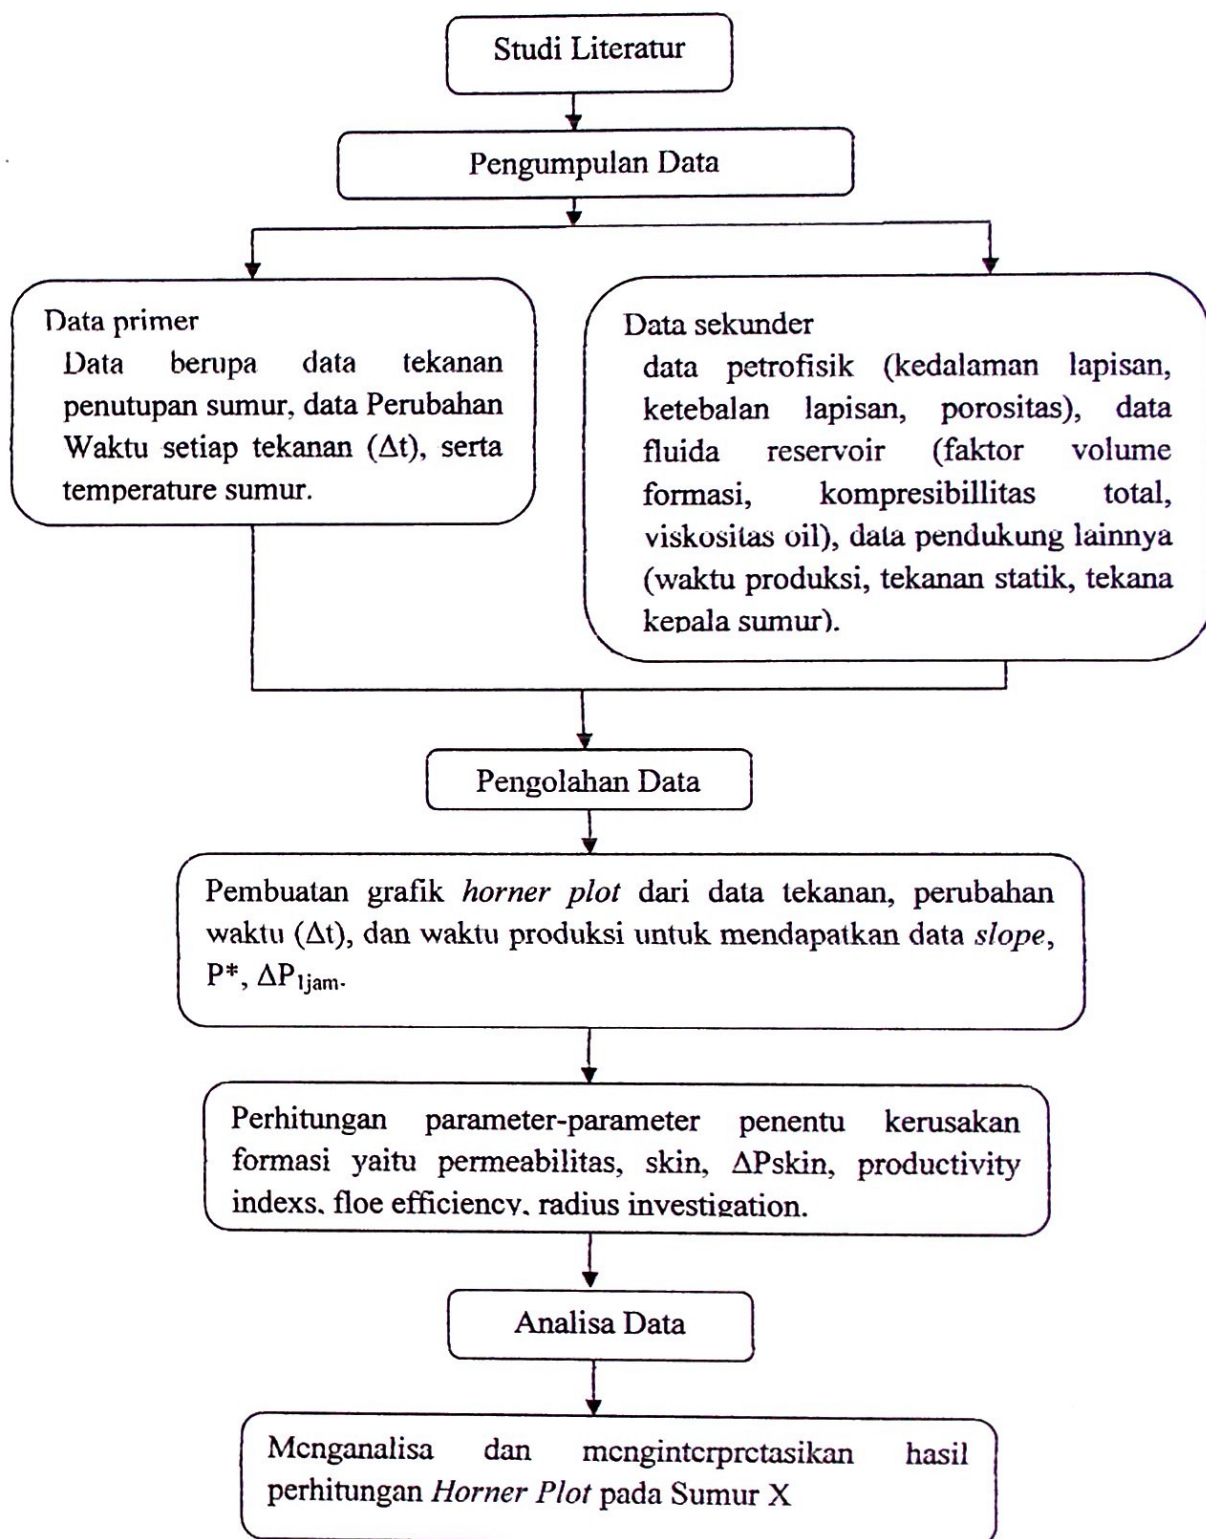 Studi Literatur
Pengumpulan Data
Data primer
Data berupa data tekanan
penutupan sumur, data Perubahan
Waktu setiap tekanan (Δt), serta
temperature sumur.
Data sekunder
data petrofisik (kedalaman lapisan,
ketebalan lapisan, porositas), data
fluida reservoir (faktor volume
formasi, kompresibillitas total,
viskositas oil), data pendukung lainnya
(waktu produksi, tekanan statik, tekana
kepala sumur).
Pengolahan Data
Pembuatan grafik horner plot dari data tekanan, perubahan
waktu (Δt), dan waktu produksi untuk mendapatkan data slope,
P*, ΔP1jam.
Perhitungan parameter-parameter penentu kerusakan
formasi yaitu permeabilitas, skin, ΔPskin, productivity
indexs, floe efficiency, radius investigation.
Analisa Data
Menganalisa dan menginterpretasikan hasil
perhitungan Horner Plot pada Sumur X